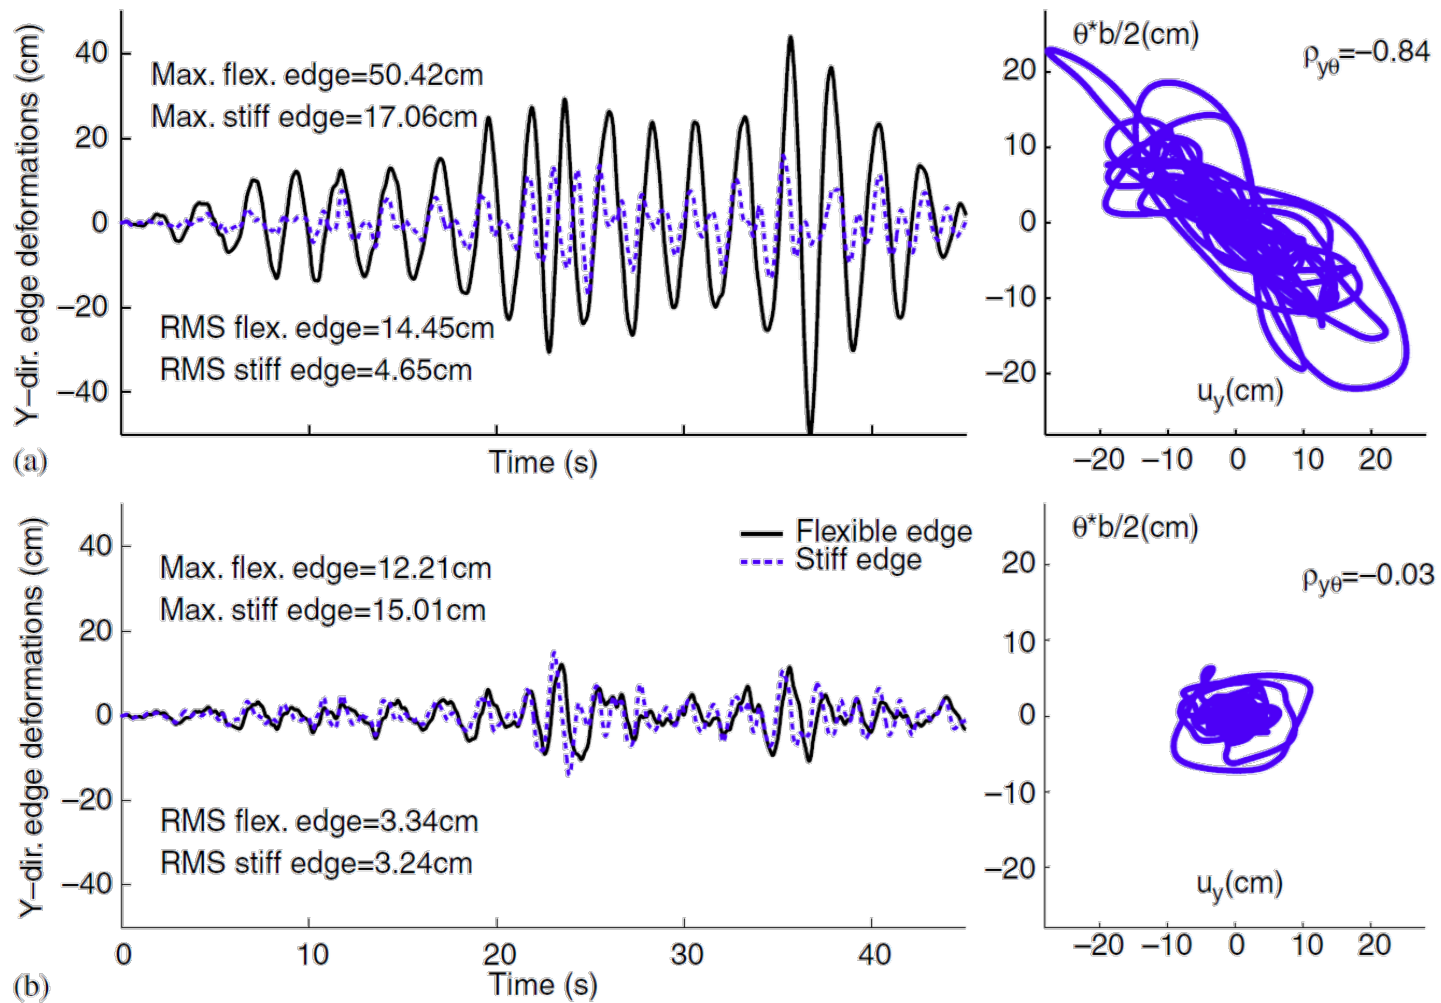 Y–dir. edge deformations (cm)
40
20
0
–20
–40
Max. flex. edge=50.42cm
Max. stiff edge=17.06cm
RMS flex. edge=14.45cm
RMS stiff edge=4.65cm
10
20
30
40
Time (s)
(a)
θ*b/2(cm)
ρyθ=–0.84
20
10
0
–10
–20
uy(cm)
–20 –10 0 10 20
Y–dir. edge deformations (cm)
40
20
0
–20
–40
Flexible edge
Stiff edge
Max. flex. edge=12.21cm
Max. stiff edge=15.01cm
RMS flex. edge=3.34cm
RMS stiff edge=3.24cm
0 10 20 30 40
Time (s)
(b)
θ*b/2(cm)
ρyθ=–0.03
20
10
0
–10
–20
uy(cm)
–20 –10 0 10 20